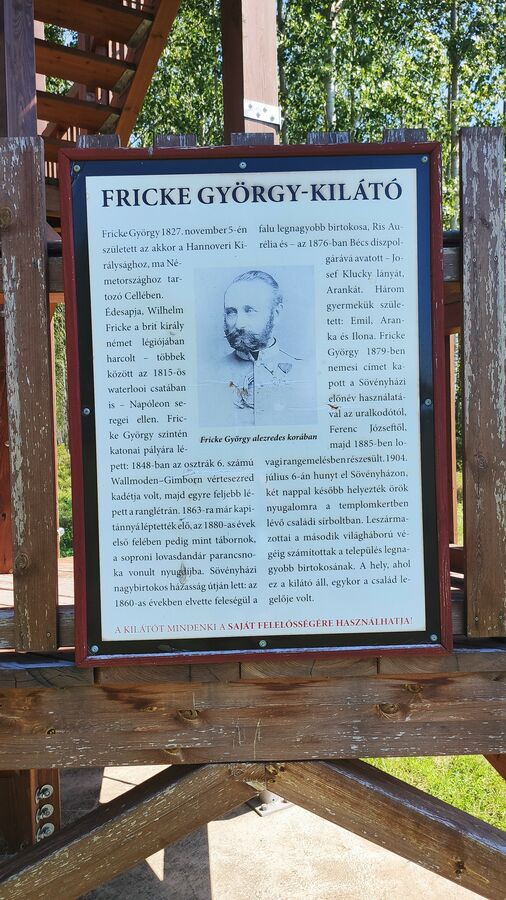 FRICKE GYÖRGY-KILÁTÓ
Fricke György 1827. november 5-én
született az akkor a Hannoveri Ki-
rálysághoz, ma Né-
metországhoz tar-
tozó Cellében.
Édesapja, Wilhelm
Fricke a brit király
német légiójában
harcolt – többek
között az 1815-ös
waterlooi csatában
is – Napóleon se-
regei ellen. Fric-
ke György szintén
katonai pályára lé-
pett: 1848-ban az osztrák 6. számú
Wallmoden–Gimborn vértesezred
kadétja volt, majd egyre feljebb lé-
pett a ranglétrán. 1863-ra már kapi-
tánnyá léptették elő, az 1880-as évek
első felében pedig mint tábornok,
a soproni lovasdandár parancsno-
ka vonult nyugdíjba. Sövényházi
nagybirtokos házasság útján lett: az
1860-as években elvette feleségül a
falu legnagyobb birtokosa, Ris Au-
rélia és – az 1876-ban Bécs díszpol-
gárává avatott – Jo-
sef Klucky lányát,
Arankát. Három
gyermekük szüle-
tett: Emil, Aran-
ka és Ilona. Fricke
György 1879-ben
nemesi címet ka-
pott a Sövényházi
előnév használatá-
val az uralkodótól,
Ferenc Józseftől,
majd 1885-ben lo-
vagi rangemelésben részesült. 1904.
július 6-án hunyt el Sövényházon,
két nappal később helyezték örök
nyugalomra a templomkertben
lévő családi sírboltban. Leszárma-
zottai a második világháború vé-
géig számítottak a település legna-
gyobb birtokosának. A hely, ahol
ez a kilátó áll, egykor a család le-
gelője volt.
Fricke György alezredes korában
A KILÁTÓT MINDENKI A SAJÁT FELELŐSSÉGÉRE HASZNÁLHATJA!